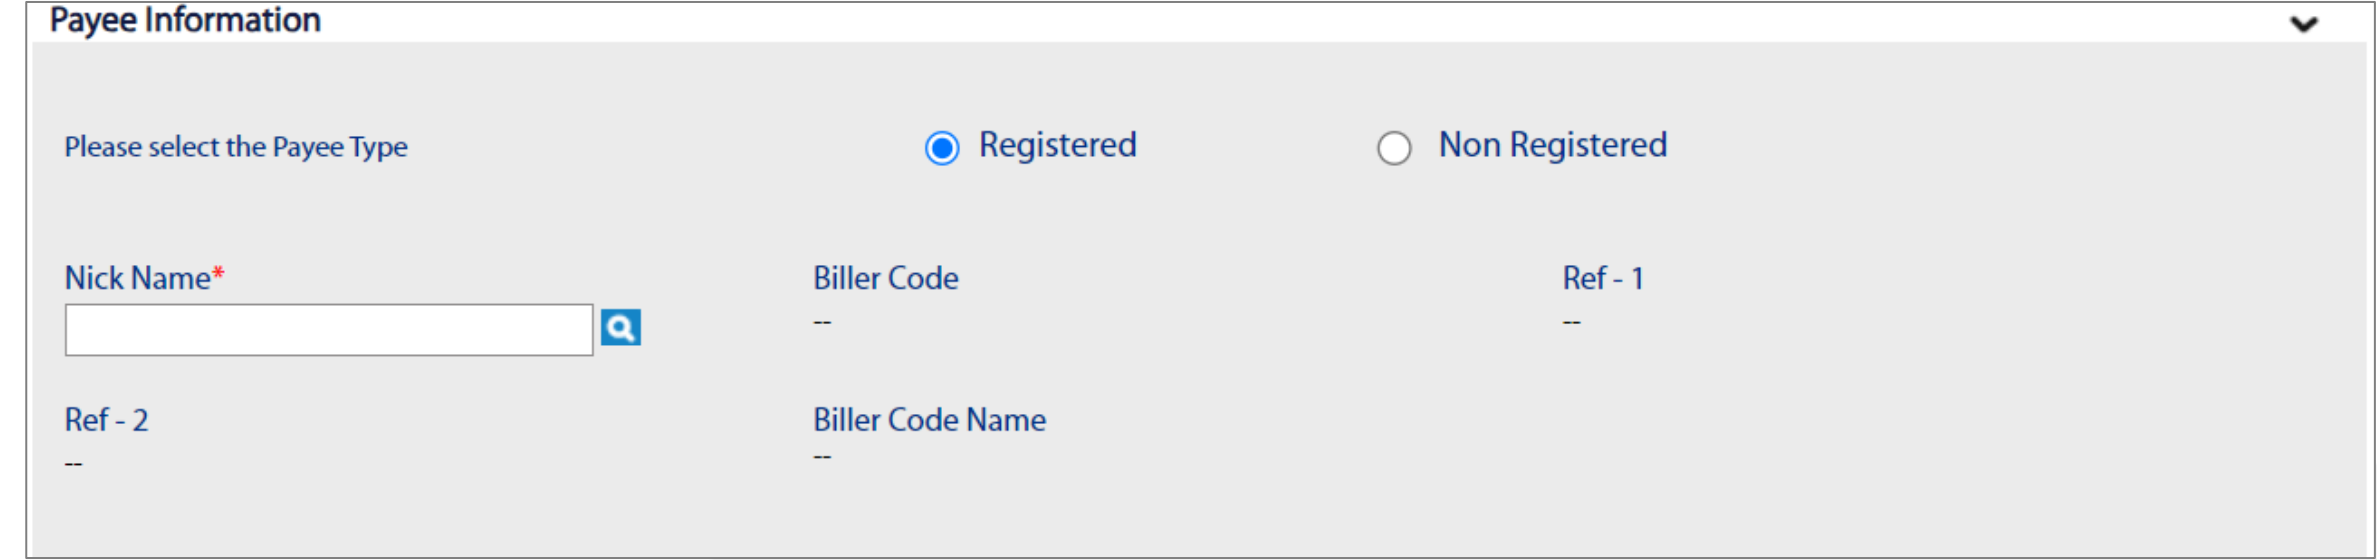 Payee Information
Please select the Payee Type Registered Non Registered
Nick Name* Biller Code Ref - 1
-- --
Ref - 2 Biller Code Name
-- --